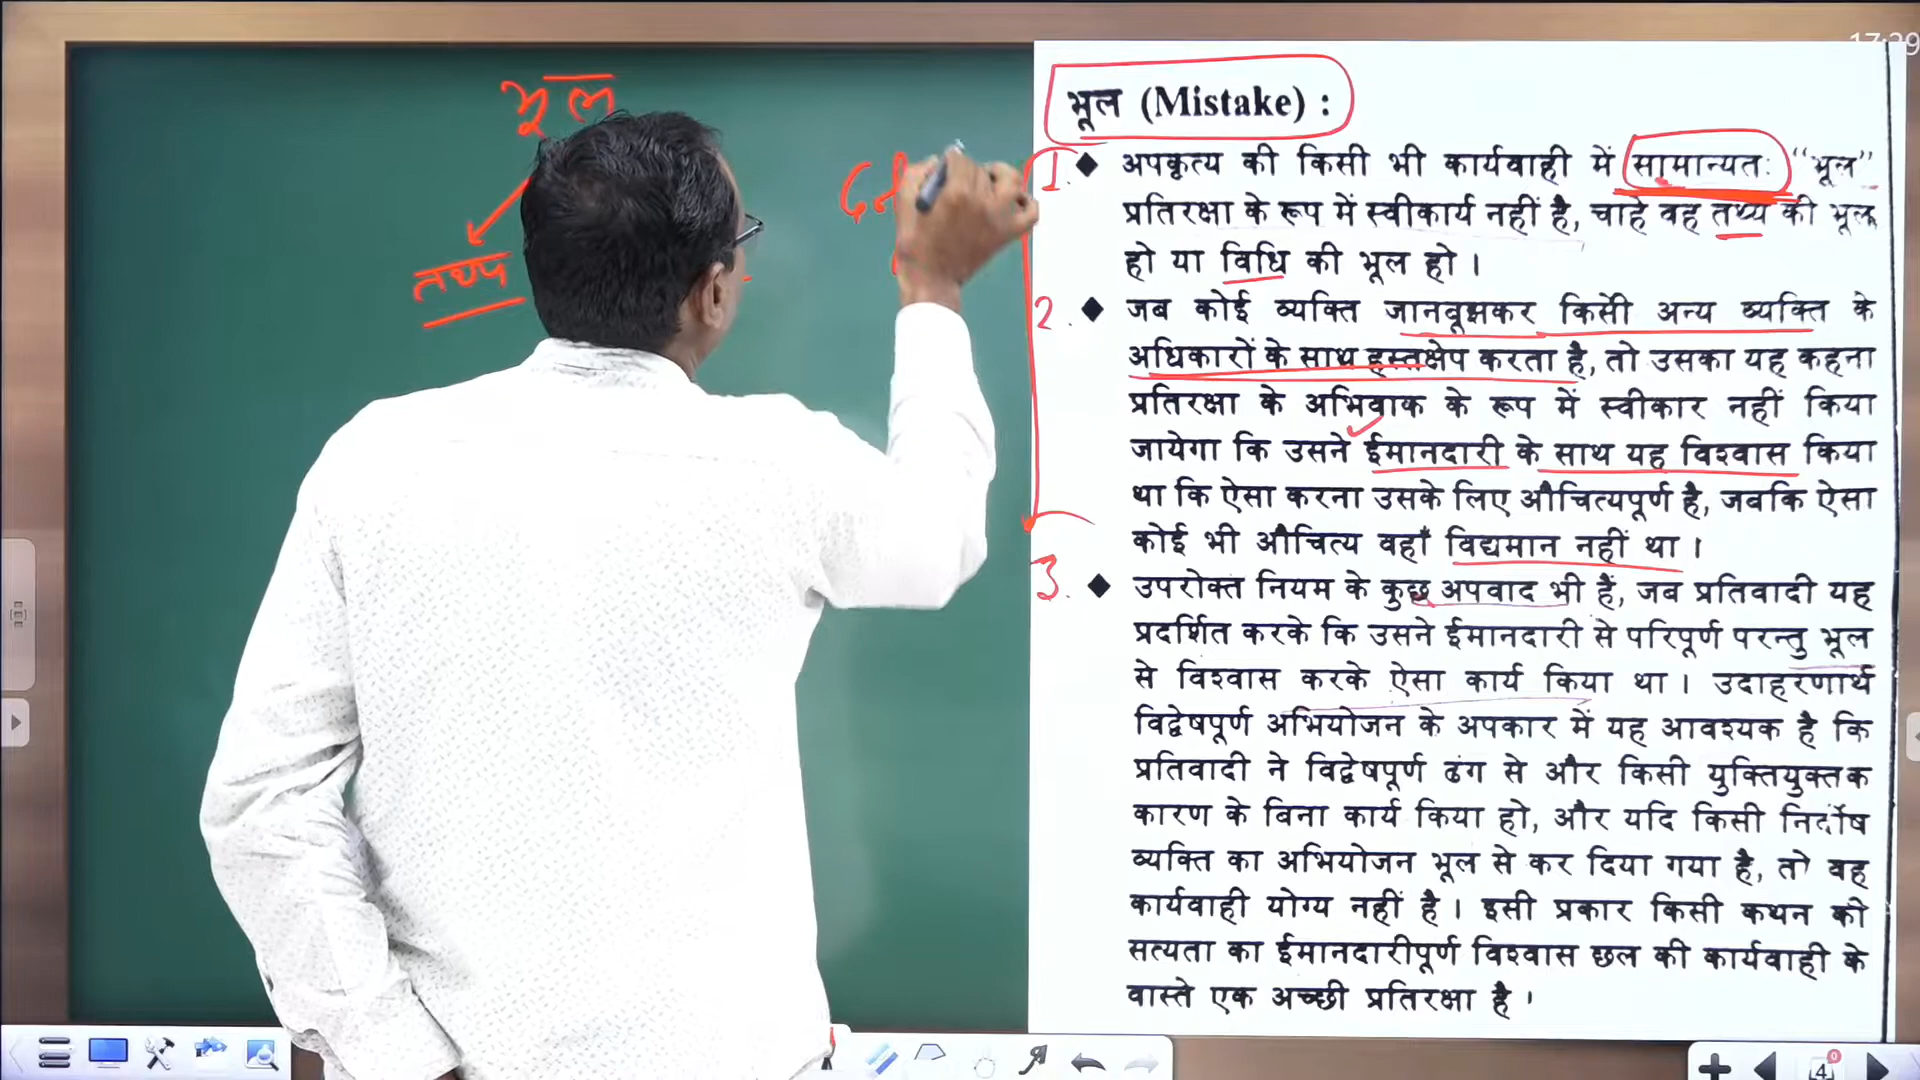 भूल
तथ्य
भूल (Mistake) :
1. ◆ अपकृत्य की किसी भी कार्यवाही में सामान्यतः “भूल”
प्रतिरक्षा के रूप में स्वीकार्य नहीं है, चाहे वह तथ्य की भूल
हो या विधि की भूल हो ।
2. ◆ जब कोई व्यक्ति जानबूझकर किसी अन्य व्यक्ति के
अधिकारों के साथ हस्तक्षेप करता है, तो उसका यह कहना
प्रतिरक्षा के अभिवाक के रूप में स्वीकार नहीं किया
जायेगा कि उसने ईमानदारी के साथ यह विश्वास किया
था कि ऐसा करना उसके लिए औचित्यपूर्ण है, जबकि ऐसा
कोई भी औचित्य वहाँ विद्यमान नहीं था ।
3. ◆ उपरोक्त नियम के कुछ अपवाद भी हैं, जब प्रतिवादी यह
प्रदर्शित करके कि उसने ईमानदारी से परिपूर्ण परन्तु भूल
से विश्वास करके ऐसा कार्य किया था । उदाहरणार्थ
विद्वेषपूर्ण अभियोजन के अपकार में यह आवश्यक है कि
प्रतिवादी ने विद्वेषपूर्ण ढंग से और किसी युक्तियुक्त क
कारण के बिना कार्य किया हो, और यदि किसी निर्दोष
व्यक्ति का अभियोजन भूल से कर दिया गया है, तो वह
कार्यवाही योग्य नहीं है । इसी प्रकार किसी कथन की
सत्यता का ईमानदारीपूर्ण विश्वास छल की कार्यवाही के
वास्ते एक अच्छी प्रतिरक्षा है ।
4
0